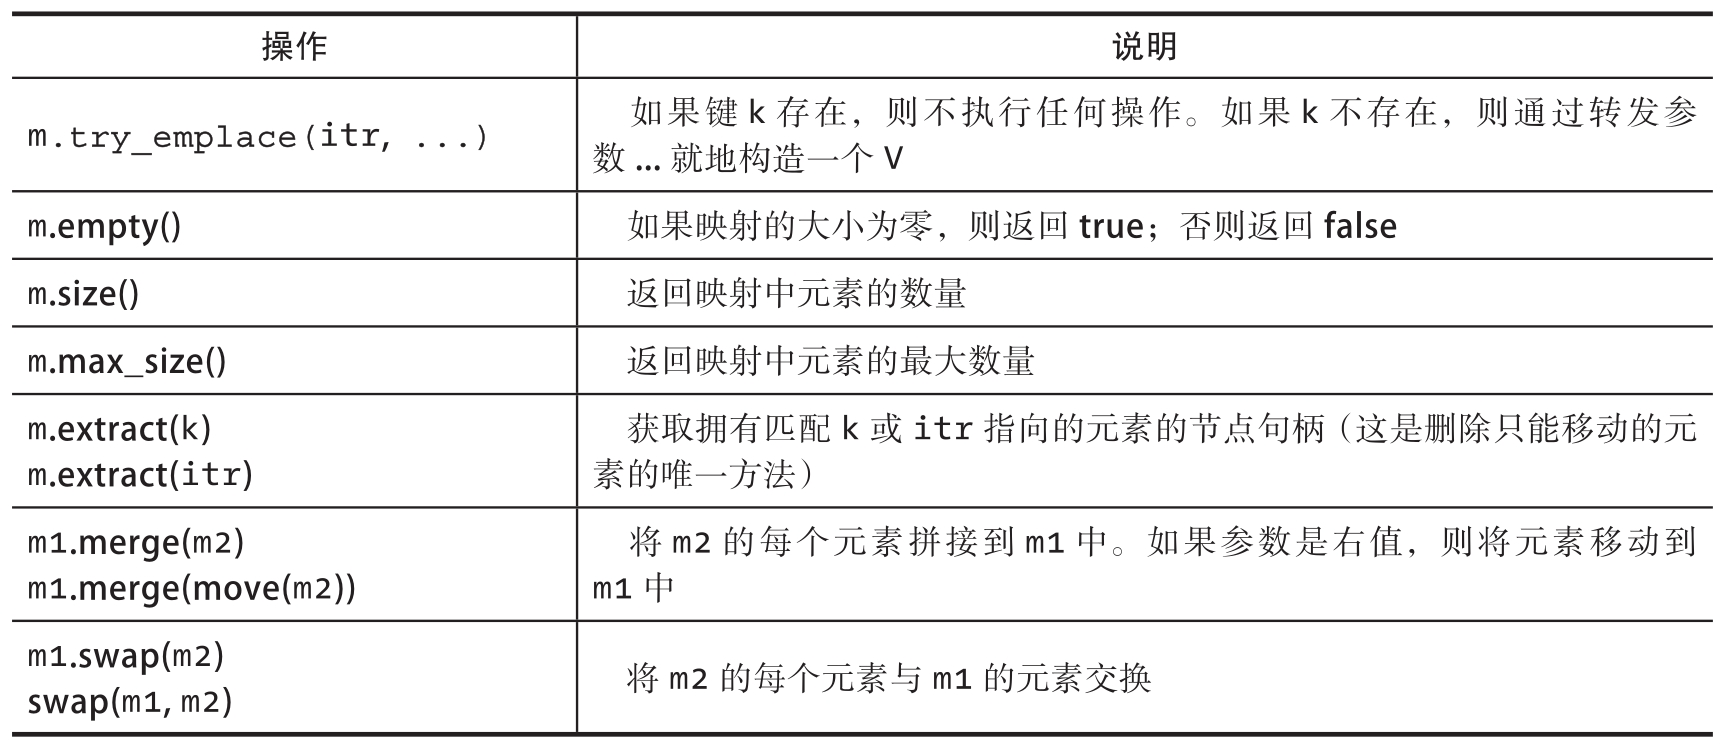 操作 说明
m.try_emplace(itr, ...) 如果键 k 存在，则不执行任何操作。如果 k 不存在，则通过转发参
数 ... 就地构造一个 V
m.empty() 如果映射的大小为零，则返回 true；否则返回 false
m.size() 返回映射中元素的数量
m.max_size() 返回映射中元素的最大数量
m.extract(k) 获取拥有匹配 k 或 itr 指向的元素的节点句柄（这是删除只能移动的元
m.extract(itr) 素的唯一方法）
m1.merge(m2) 将 m2 的每个元素拼接到 m1 中。如果参数是右值，则将元素移动到
m1.merge(move(m2)) m1 中
m1.swap(m2)
swap(m1, m2) 将 m2 的每个元素与 m1 的元素交换